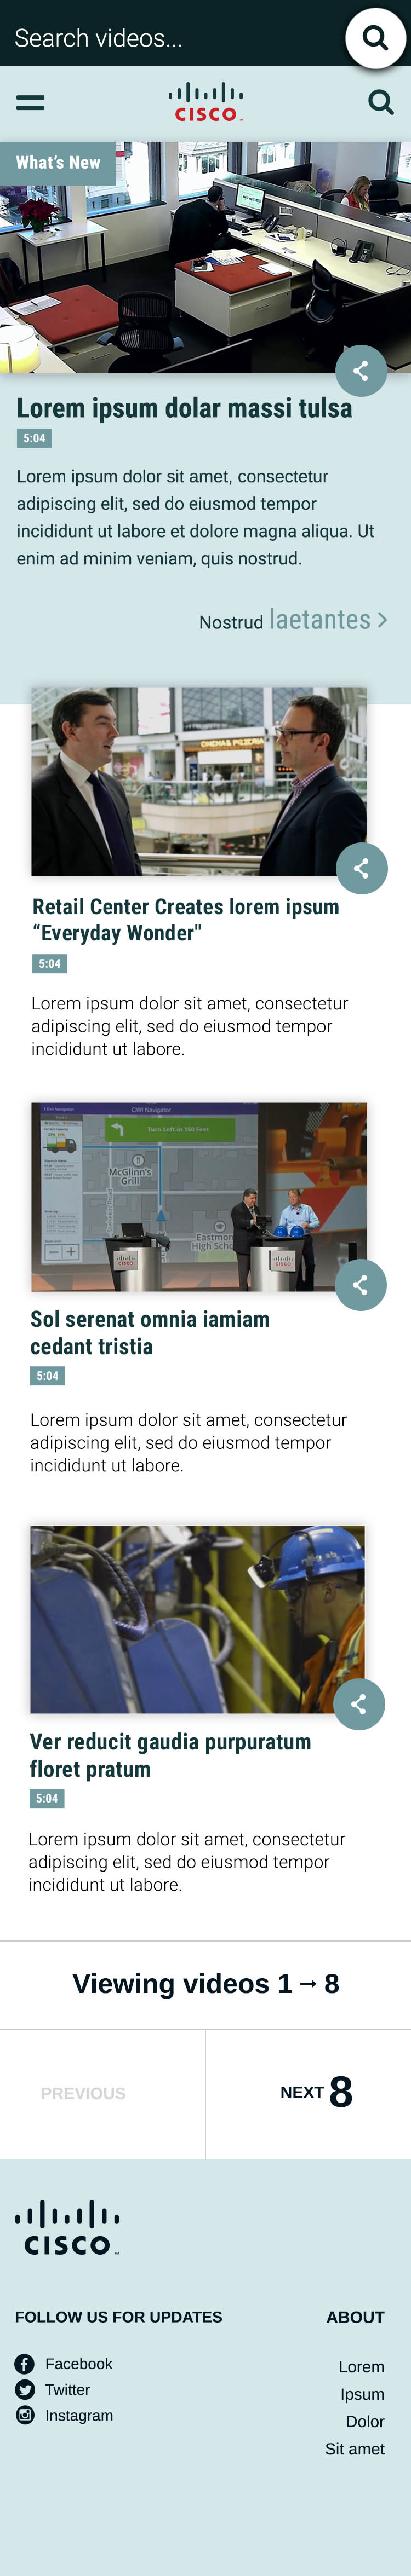 Search videos...
CISCO
What's New
Lorem ipsum dolar massi tulsa
5:04
Lorem ipsum dolor sit amet, consectetur
adipiscing elit, sed do eiusmod tempor
incididunt ut labore et dolore magna aliqua. Ut
enim ad minim veniam, quis nostrud.
Nostrud laetantes >
CINEMA & PIZZA
Retail Center Creates lorem ipsum
“Everyday Wonder"
5:04
Lorem ipsum dolor sit amet, consectetur
adipiscing elit, sed do eiusmod tempor
incididunt ut labore.
CWI Navigator
Turn Left in 150 Feet
McGilms's
Grill
Eastmon
High Scho
CISCO
CISCO
Sol serenat omnia iamiam
cedant tristia
5:04
Lorem ipsum dolor sit amet, consectetur
adipiscing elit, sed do eiusmod tempor
incididunt ut labore.
Ver reducit gaudia purpuratum
floret pratum
5:04
Lorem ipsum dolor sit amet, consectetur
adipiscing elit, sed do eiusmod tempor
incididunt ut labore.
Viewing videos 1 → 8
PREVIOUS
NEXT 8
CISCO
FOLLOW US FOR UPDATES
Facebook
Twitter
Instagram
ABOUT
Lorem
Ipsum
Dolor
Sit amet